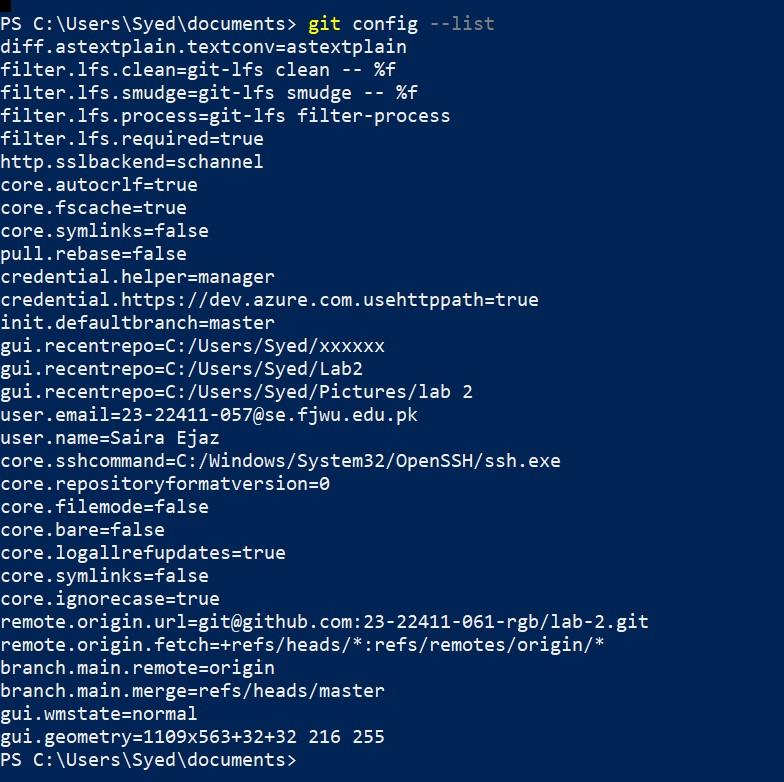 PS C:\Users\Syed\documents> git config --list
diff.astextplain.textconv=astextplain
filter.lfs.clean=git-lfs clean -- %f
filter.lfs.smudge=git-lfs smudge -- %f
filter.lfs.process=git-lfs filter-process
filter.lfs.required=true
http.sslbackend=schannel
core.autocrlf=true
core.fscache=true
core.symlinks=false
pull.rebase=false
credential.helper=manager
credential.https://dev.azure.com.usehttppath=true
init.defaultbranch=master
gui.recentrepo=C:/Users/Syed/xxxxxx
gui.recentrepo=C:/Users/Syed/Lab2
gui.recentrepo=C:/Users/Syed/Pictures/lab 2
user.email=23-22411-057@se.fjwu.edu.pk
user.name=Saira Ejaz
core.sshcommand=C:/Windows/System32/OpenSSH/ssh.exe
core.repositoryformatversion=0
core.filemode=false
core.bare=false
core.logallrefupdates=true
core.symlinks=false
core.ignorecase=true
remote.origin.url=git@github.com:23-22411-061-rgb/lab-2.git
remote.origin.fetch=+refs/heads/*:refs/remotes/origin/*
branch.main.remote=origin
branch.main.merge=refs/heads/master
gui.wmstate=normal
gui.geometry=1109x563+32+32 216 255
PS C:\Users\Syed\documents>